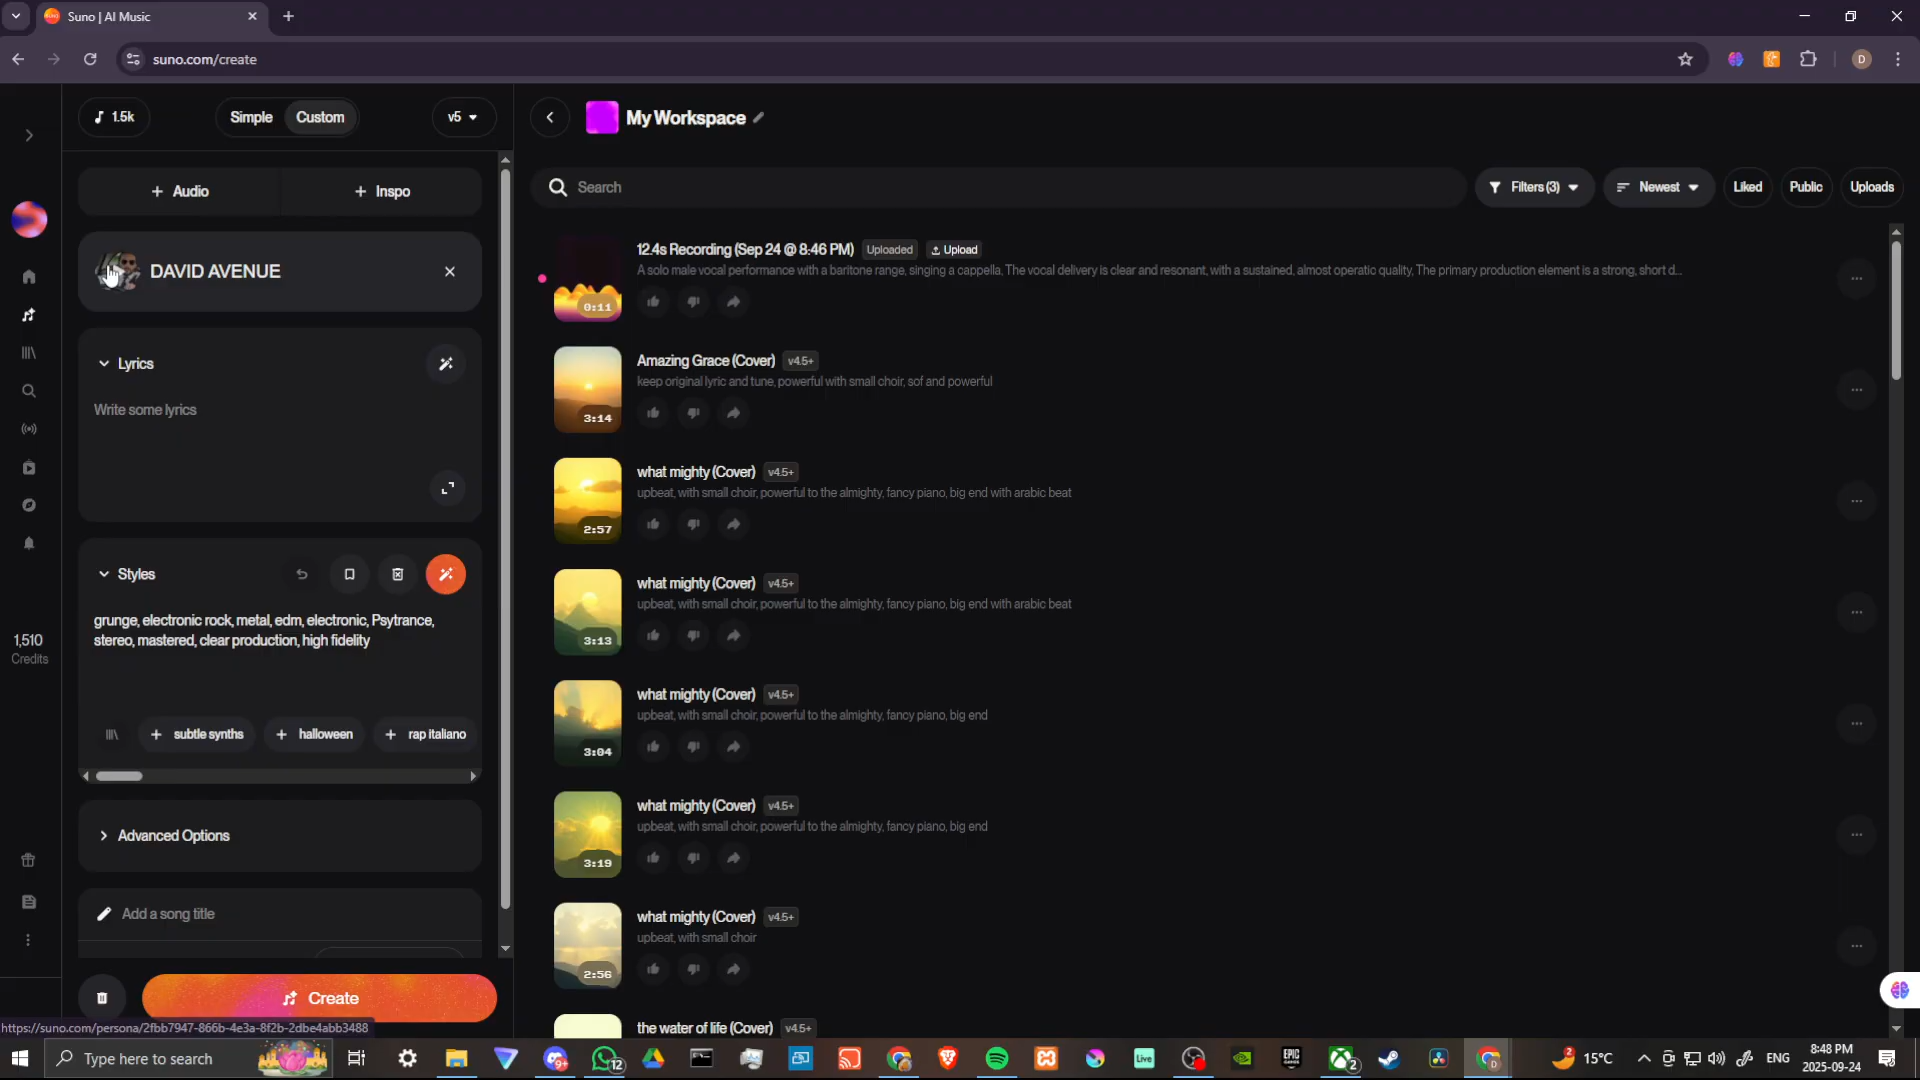 Suno | AI Music
suno.com/create
D
1.5k
Simple
Custom
v5
My Workspace
Audio
Inspo
Search
Filters (3)
Newest
Liked
Public
Uploads
DAVID AVENUE
12.4s Recording (Sep 24 @ 8:46 PM)
Uploaded
Upload
A solo male vocal performance with a baritone range, singing a cappella, The vocal delivery is clear and resonant, with a sustained, almost operatic quality, The primary production element is a strong, short d...
0:11
Lyrics
Write some lyrics
Amazing Grace (Cover)
v4.5+
keep original lyric and tune, powerful with small choir, sof and powerful
3:14
what mighty (Cover)
v4.5+
upbeat, with small choir, powerful to the almighty, fancy piano, big end with arabic beat
2:57
Styles
grunge, electronic rock, metal, edm, electronic, Psytrance,
stereo, mastered, clear production, high fidelity
subtle synths
halloween
rap italiano
what mighty (Cover)
v4.5+
upbeat, with small choir, powerful to the almighty, fancy piano, big end with arabic beat
3:13
1,510
Credits
what mighty (Cover)
v4.5+
upbeat, with small choir, powerful to the almighty, fancy piano, big end
3:04
Advanced Options
what mighty (Cover)
v4.5+
upbeat, with small choir, powerful to the almighty, fancy piano, big end
3:19
Add a song title
what mighty (Cover)
v4.5+
upbeat, with small choir
2:56
Create
the water of life (Cover)
v4.5+
https://suno.com/persona/2fbb7947-866b-4e3a-8f2b-2dbe4abb3488
Type here to search
9+
12
Live
EPIC
GAMES
2
D
2
15°C
ENG
8:48 PM
2025-09-24